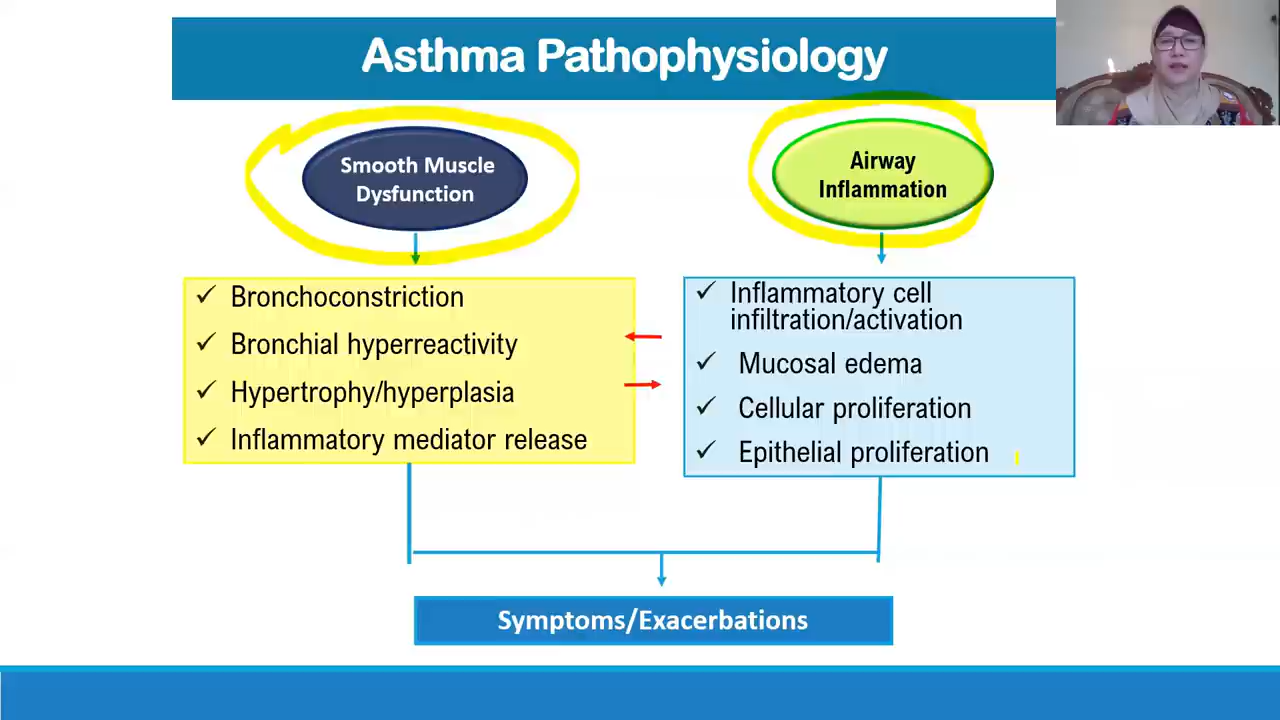 Asthma Pathophysiology
Smooth Muscle
Dysfunction
Airway
Inflammation
✓ Bronchoconstriction
✓ Bronchial hyperreactivity
✓ Hypertrophy/hyperplasia
✓ Inflammatory mediator release
✓ Inflammatory cell
infiltration/activation
✓ Mucosal edema
✓ Cellular proliferation
✓ Epithelial proliferation
Symptoms/Exacerbations